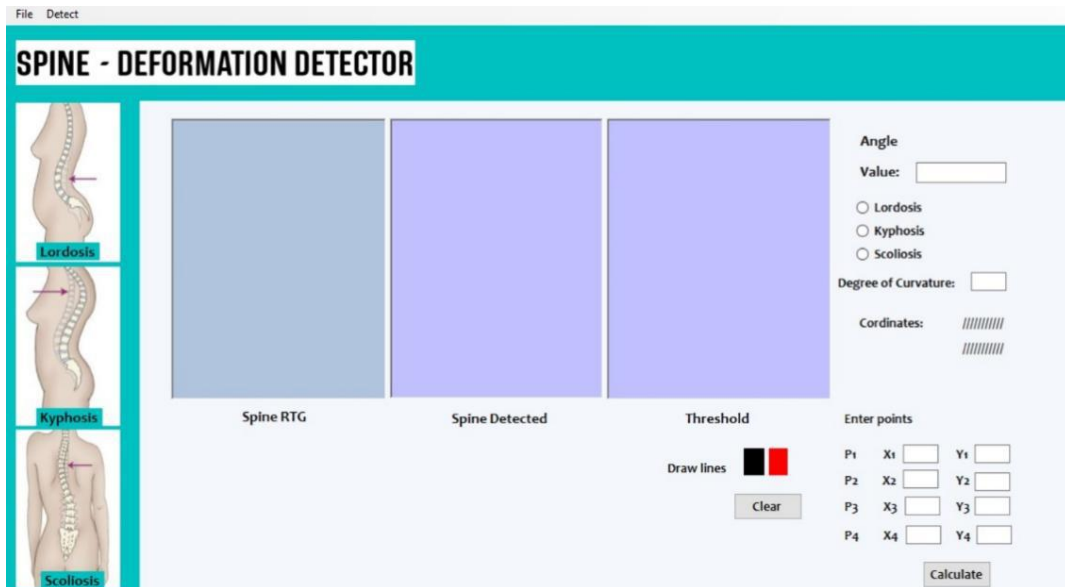 File Detect
SPINE - DEFORMATION DETECTOR
Lordosis
Kyphosis
Scoliosis
Spine RTG
Spine Detected
Threshold
Draw lines
Clear
Angle
Value:
Lordosis
Kyphosis
Scoliosis
Degree of Curvature:
Cordinates: ///////////
///////////
Enter points
P1 X1 Y1
P2 X2 Y2
P3 X3 Y3
P4 X4 Y4
Calculate